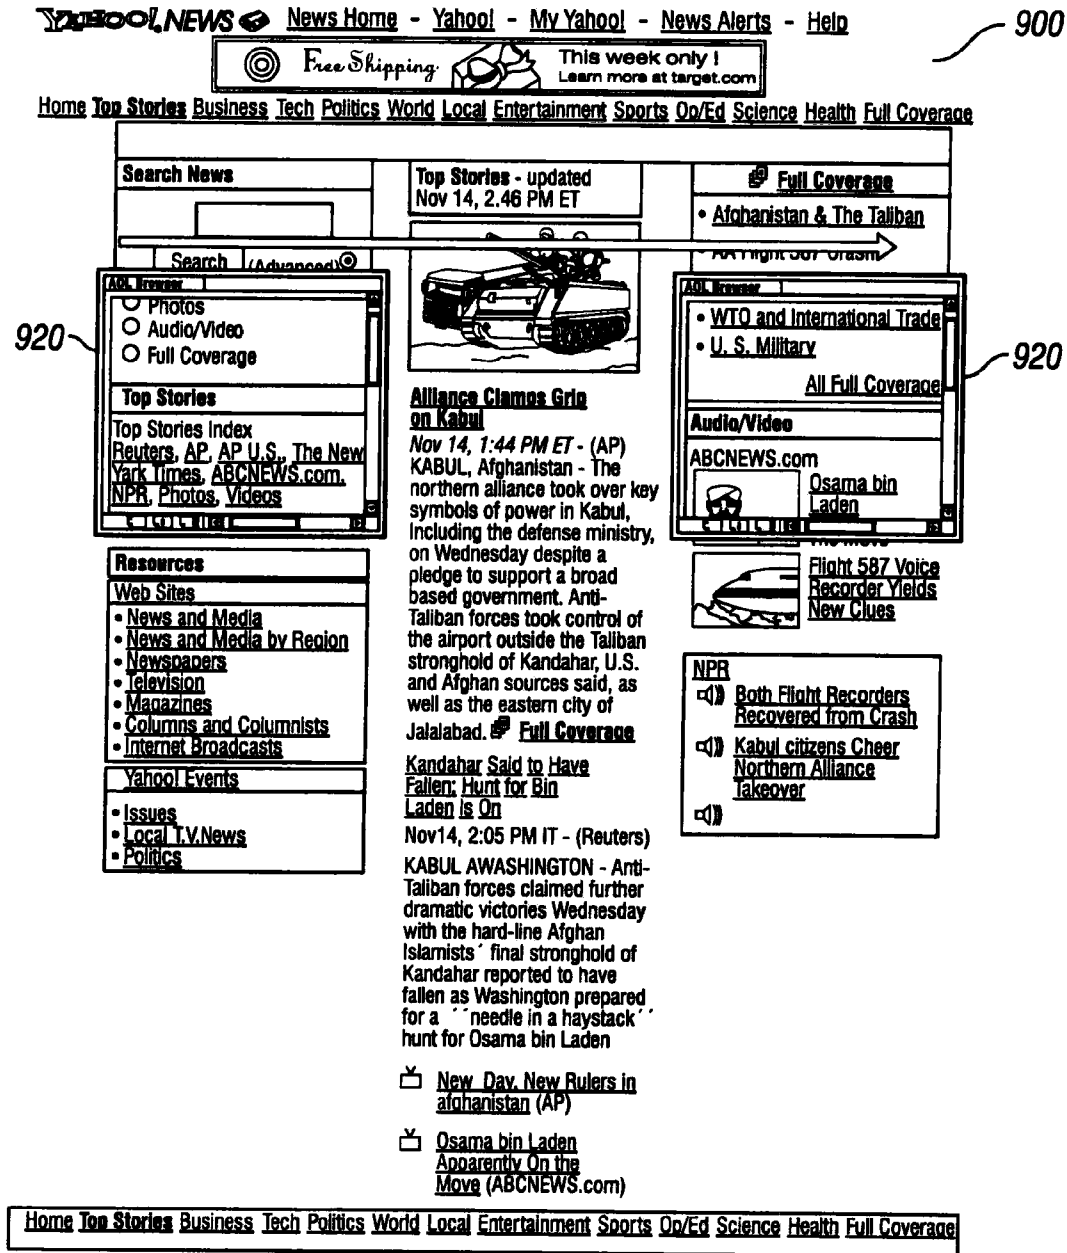 YAHOO! NEWS News Home - Yahoo! - My Yahoo! - News Alerts - Help
900
Free Shipping.
This week only !
Learn more at target.com
Home Top Stories Business Tech Politics World Local Entertainment Sports Op/Ed Science Health Full Coverage
Search News
Search (Advanced)
AOL Browser
Photos
Audio/Video
Full Coverage
920
Top Stories
Top Stories Index
Reuters, AP, AP U.S., The New
Yark Times, ABCNEWS.com,
NPR, Photos, Videos
Resources
Web Sites
• News and Media
• News and Media by Region
• Newspapers
• Television
• Magazines
• Columns and Columnists
• Internet Broadcasts
Yahoo! Events
• Issues
• Local T.V.News
• Politics
Top Stories - updated
Nov 14, 2.46 PM ET
Alliance Clamps Grip
on Kabul
Nov 14, 1:44 PM ET - (AP)
KABUL, Afghanistan - The
northern alliance took over key
symbols of power in Kabul,
Including the defense ministry,
on Wednesday despite a
pledge to support a broad
based government. Anti-
Taliban forces took control of
the airport outside the Taliban
stronghold of Kandahar, U.S.
and Afghan sources said, as
well as the eastern city of
Jalalabad. Full Coverage
Kandahar Said to Have
Fallen; Hunt for Bin
Laden Is On
Nov14, 2:05 PM IT - (Reuters)
KABUL AWASHINGTON - Anti-
Taliban forces claimed further
dramatic victories Wednesday
with the hard-line Afghan
Islamists´ final stronghold of
Kandahar reported to have
fallen as Washington prepared
for a ´´needle in a haystack´´
hunt for Osama bin Laden
New Day, New Rulers in
afghanistan (AP)
Osama bin Laden
Apparently On the
Move (ABCNEWS.com)
Full Coverage
• Afghanistan & The Taliban
• AA Flight 587 Crash
AOL Browser
• WTO and International Trade
• U. S. Military
All Full Coverage
920
Audio/Video
ABCNEWS.com
Osama bin
Laden
The Move
Flight 587 Voice
Recorder Yields
New Clues
NPR
Both Flight Recorders
Recovered from Crash
Kabul citizens Cheer
Northern Alliance
Takeover
Home Top Stories Business Tech Politics World Local Entertainment Sports Op/Ed Science Health Full Coverage